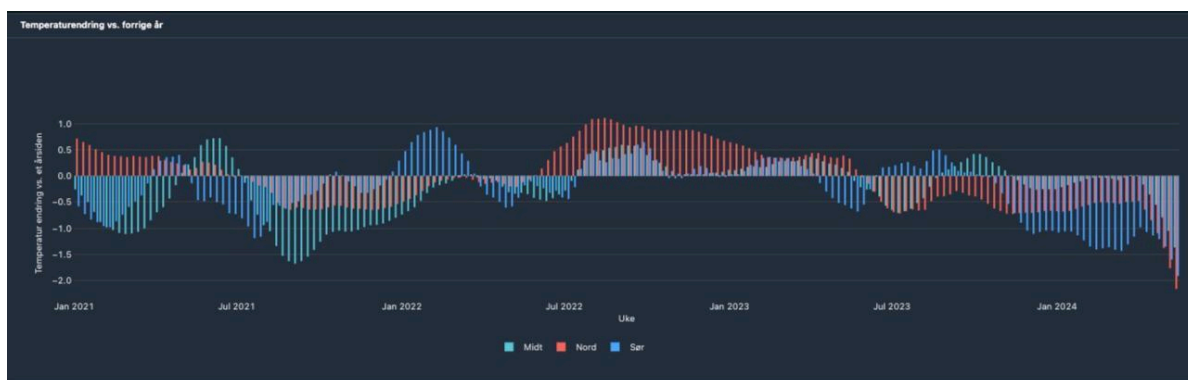 Temperaturendring vs. forrige år
Temperatur endring vs. et årsiden
1.0
0.5
0.0
−0.5
−1.0
−1.5
−2.0
Jan 2021 Jul 2021 Jan 2022 Jul 2022 Jan 2023 Jul 2023 Jan 2024
Uke
Midt Nord Sør